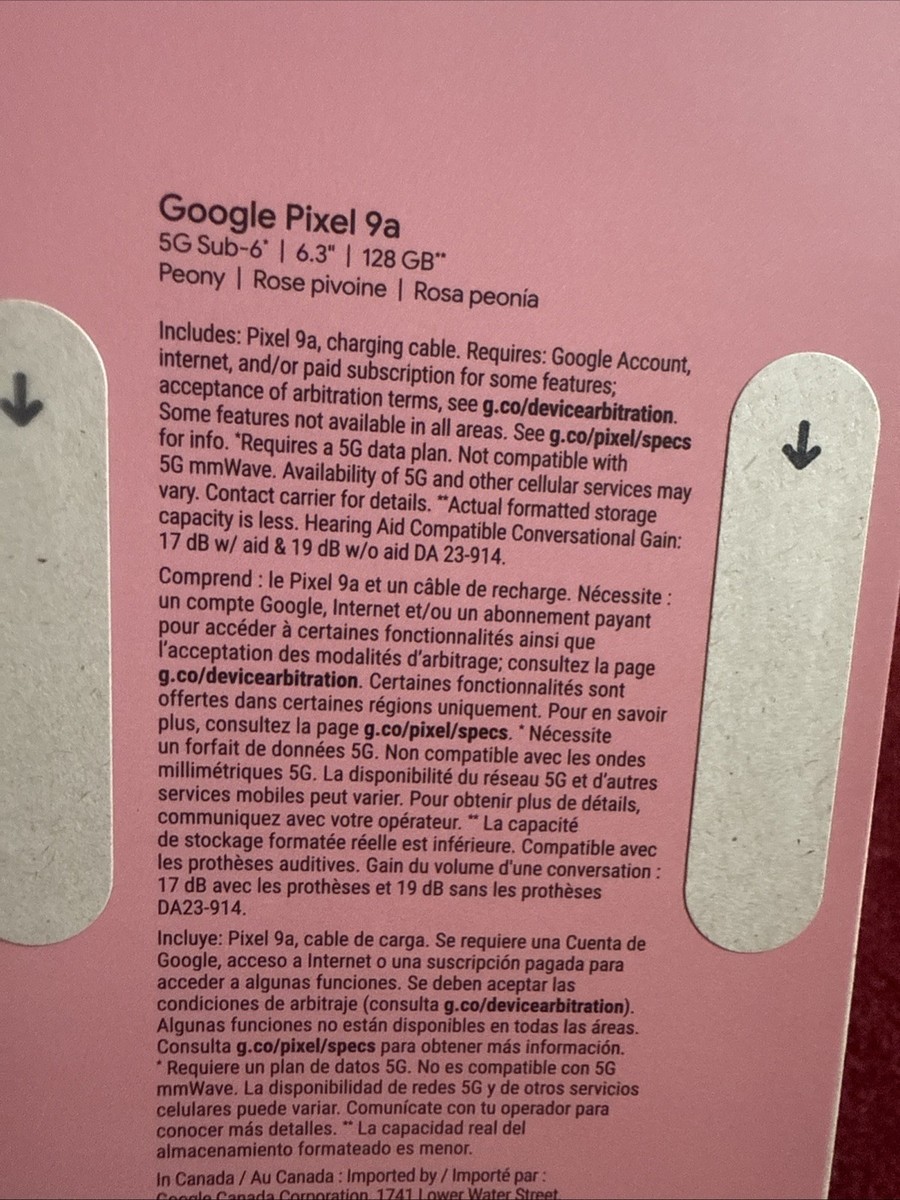 Google Pixel 9a
5G Sub-6* | 6.3" | 128 GB**
Peony | Rose pivoine | Rosa peonía
Includes: Pixel 9a, charging cable. Requires: Google Account,
internet, and/or paid subscription for some features;
acceptance of arbitration terms, see g.co/devicearbitration.
Some features not available in all areas. See g.co/pixel/specs
for info. *Requires a 5G data plan. Not compatible with
5G mmWave. Availability of 5G and other cellular services may
vary. Contact carrier for details. **Actual formatted storage
capacity is less. Hearing Aid Compatible Conversational Gain:
17 dB w/ aid & 19 dB w/o aid DA 23-914.
Comprend : le Pixel 9a et un câble de recharge. Nécessite :
un compte Google, Internet et/ou un abonnement payant
pour accéder à certaines fonctionnalités ainsi que
l'acceptation des modalités d'arbitrage; consultez la page
g.co/devicearbitration. Certaines fonctionnalités sont
offertes dans certaines régions uniquement. Pour en savoir
plus, consultez la page g.co/pixel/specs. * Nécessite
un forfait de données 5G. Non compatible avec les ondes
millimétriques 5G. La disponibilité du réseau 5G et d'autres
services mobiles peut varier. Pour obtenir plus de détails,
communiquez avec votre opérateur. ** La capacité
de stockage formatée réelle est inférieure. Compatible avec
les prothèses auditives. Gain du volume d'une conversation :
17 dB avec les prothèses et 19 dB sans les prothèses
DA23-914.
Incluye: Pixel 9a, cable de carga. Se requiere una Cuenta de
Google, acceso a Internet o una suscripción pagada para
acceder a algunas funciones. Se deben aceptar las
condiciones de arbitraje (consulta g.co/devicearbitration).
Algunas funciones no están disponibles en todas las áreas.
Consulta g.co/pixel/specs para obtener más información.
* Requiere un plan de datos 5G. No es compatible con 5G
mmWave. La disponibilidad de redes 5G y de otros servicios
celulares puede variar. Comunícate con tu operador para
conocer más detalles. ** La capacidad real del
almacenamiento formateado es menor.
In Canada / Au Canada : Imported by / Importé par :
Google Canada Corporation, 1741 Lower Water Street,